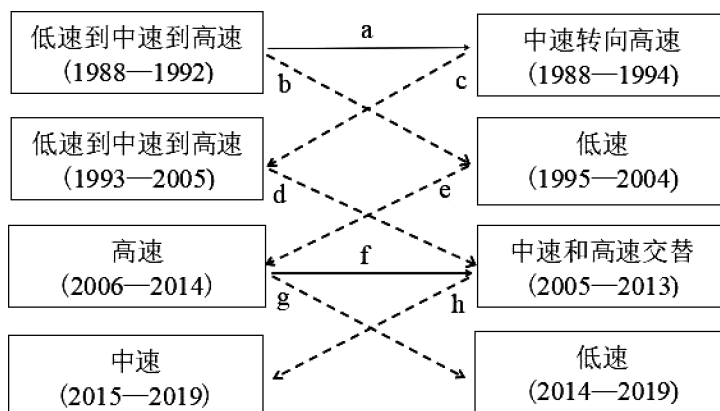 低速到中速到高速
(1988—1992)
a
中速转向高速
(1988—1994)
b
c
低速到中速到高速
(1993—2005)
低速
(1995—2004)
d
e
高速
(2006—2014)
f
中速和高速交替
(2005—2013)
g
h
中速
(2015—2019)
低速
(2014—2019)